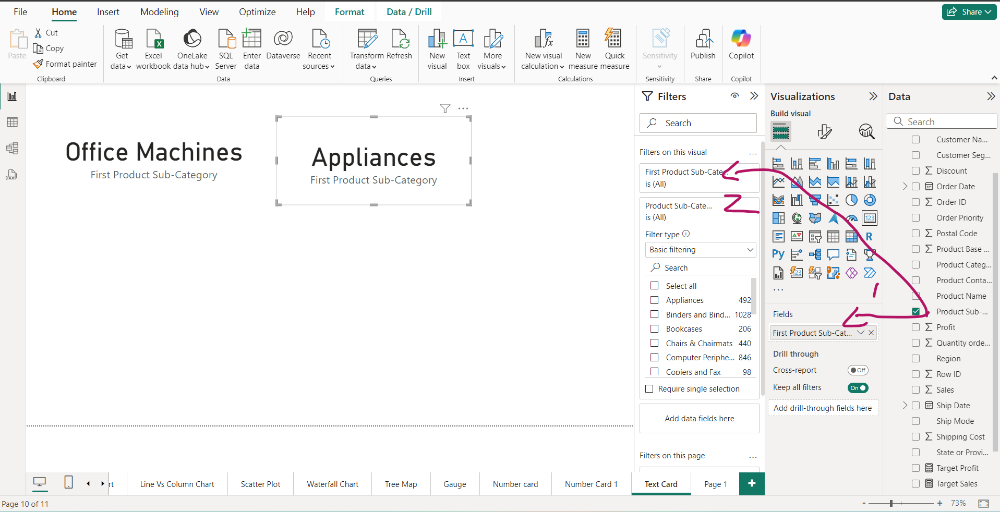 File Home Insert Modeling View Optimize Help Format Data / Drill Share
Paste
Cut
Copy
Format painter
Clipboard
Get data
Excel workbook
OneLake data hub
SQL Server
Enter data
Dataverse
Recent sources
Data
Transform data
Refresh
Queries
New visual
Text box
More visuals
Insert
New visual calculation
New measure
Quick measure
Calculations
Sensitivity
Sensitivity
Publish
Share
Copilot
Copilot
Office Machines
First Product Sub-Category
Appliances
First Product Sub-Category
Filters
Search
Filters on this visual ...
First Product Sub-Cate...
is (All)
Product Sub-Cate...
is (All)
2
Filter type
Basic filtering
Search
Select all
Appliances 492
Binders and Bind... 1028
Bookcases 206
Chairs & Chairmats 440
Computer Periphe... 846
Copiers and Fax 98
Require single selection
Add data fields here
Filters on this page ...
Visualizations
Build visual
123
R
Py
123
...
1
Fields
First Product Sub-Cat...
Drill through
Cross-report Off
Keep all filters On
Add drill-through fields here
Data
Search
Customer Na...
Customer Seg...
Discount
Order Date
Order ID
Order Priority
Postal Code
Product Base ...
Product Categ...
Product Conta...
Product Name
Product Sub-...
Profit
Quantity orde...
Region
Row ID
Sales
Ship Date
Ship Mode
Shipping Cost
State or Provi...
Target Profit
Target Sales
DAX
rt Line Vs Column Chart Scatter Plot Waterfall Chart Tree Map Gauge Number card Number Card 1 Text Card Page 1 +
Page 10 of 11
- + 73%